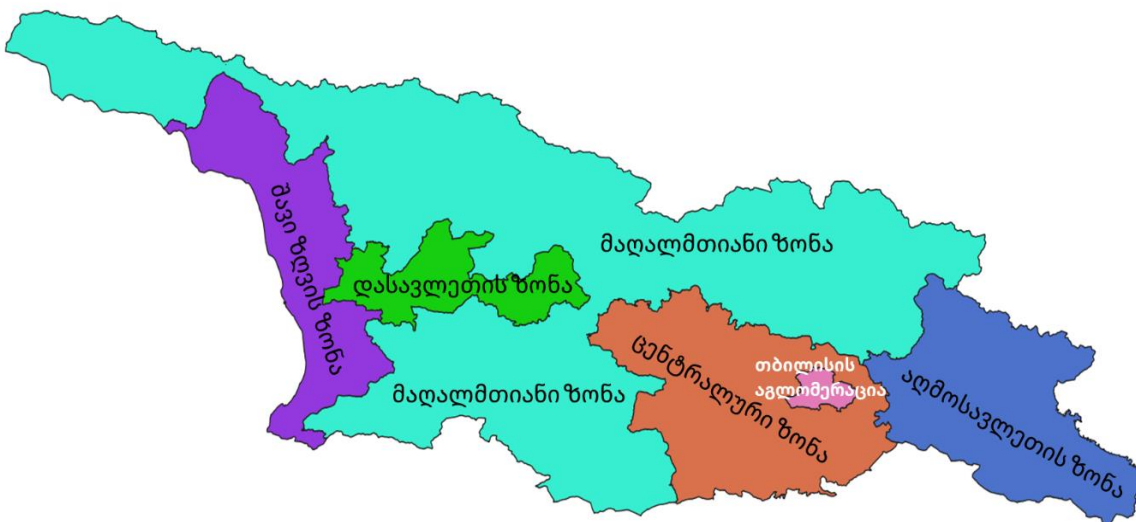 შავი ზღვის ზონა
დასავლეთის ზონა
მაღალმთიანი ზონა
მაღალმთიანი ზონა
ცენტრალური ზონა
თბილისის
აგლომერაცია
აღმოსავლეთის ზონა